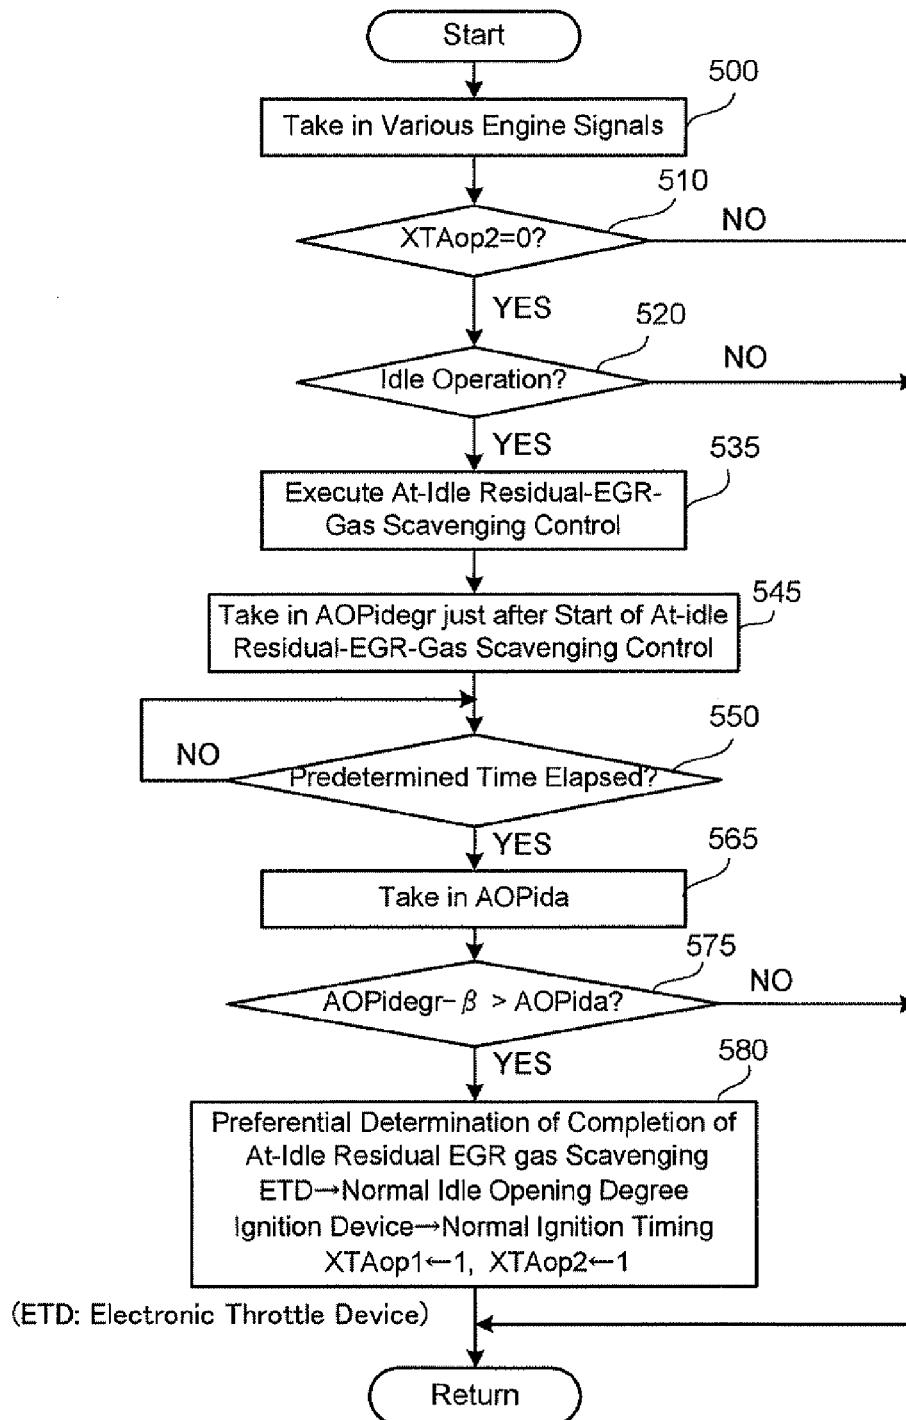 Start
500
Take in Various Engine Signals
510
XTAop2=0?
NO
YES
520
Idle Operation?
NO
YES
535
Execute At-Idle Residual-EGR-
Gas Scavenging Control
545
Take in AOPidegr just after Start of At-idle
Residual-EGR-Gas Scavenging Control
550
NO
Predetermined Time Elapsed?
YES
565
Take in AOPida
575
AOPidegr-β > AOPida?
NO
YES
580
Preferential Determination of Completion of
At-Idle Residual EGR gas Scavenging
ETD→Normal Idle Opening Degree
Ignition Device→Normal Ignition Timing
XTAop1←1, XTAop2←1
(ETD: Electronic Throttle Device)
Return